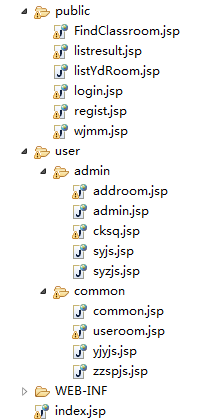 public
FindClassroom.jsp
listresult.jsp
listYdRoom.jsp
login.jsp
regist.jsp
wjmm.jsp
user
admin
addroom.jsp
admin.jsp
cksq.jsp
syjs.jsp
syzjs.jsp
common
common.jsp
useroom.jsp
yjyjs.jsp
zzspjs.jsp
WEB-INF
index.jsp